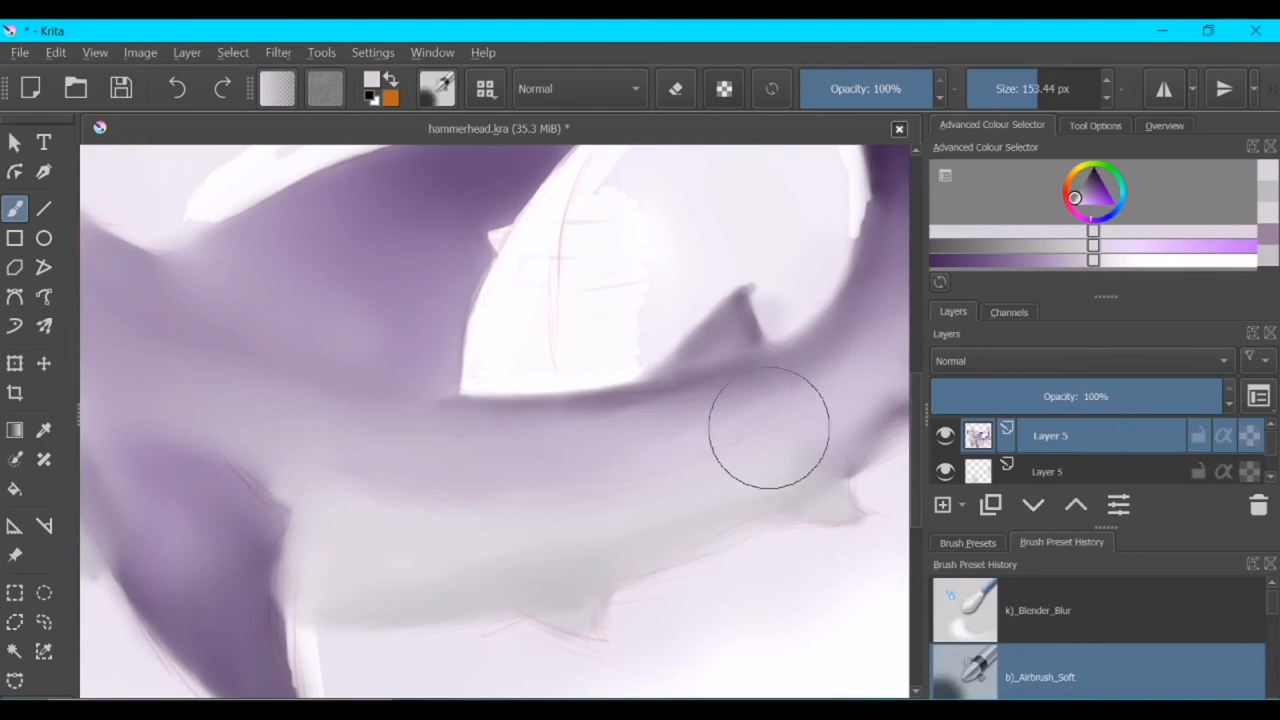 * - Krita
File Edit View Image Layer Select Filter Tools Settings Window Help
Normal Opacity: 100% Size: 153.44 px
hammerhead.kra (35.3 MiB) *
Advanced Colour Selector Tool Options Overview
Advanced Colour Selector
Layers Channels
Layers
Normal
Opacity: 100%
Layer 5
Layer 5
Brush Presets Brush Preset History
Brush Preset History
k)_Blender_Blur
b)_Airbrush_Soft